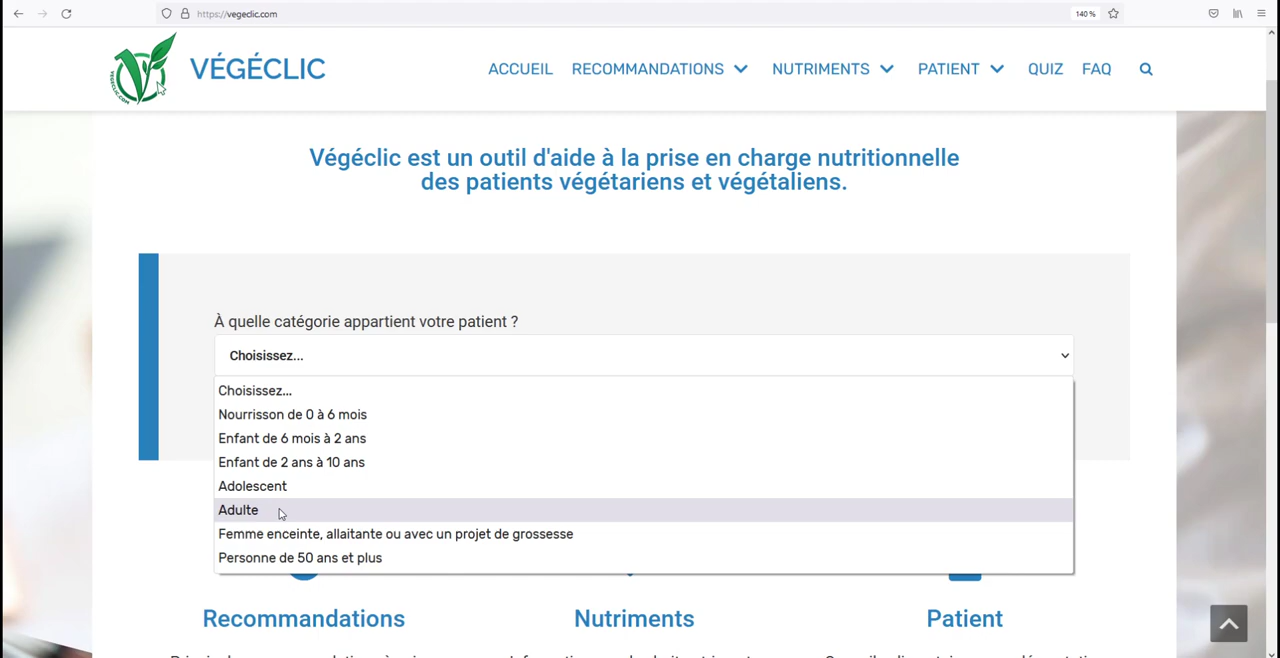 https://vegeclic.com
140 %
VÉGÉCLIC
VEGECLIC.COM
ACCUEIL RECOMMANDATIONS NUTRIMENTS PATIENT QUIZ FAQ
Végéclic est un outil d'aide à la prise en charge nutritionnelle
des patients végétariens et végétaliens.
À quelle catégorie appartient votre patient ?
Choisissez...
Choisissez...
Nourrisson de 0 à 6 mois
Enfant de 6 mois à 2 ans
Enfant de 2 ans à 10 ans
Adolescent
Adulte
Femme enceinte, allaitante ou avec un projet de grossesse
Personne de 50 ans et plus
Recommandations Nutriments Patient